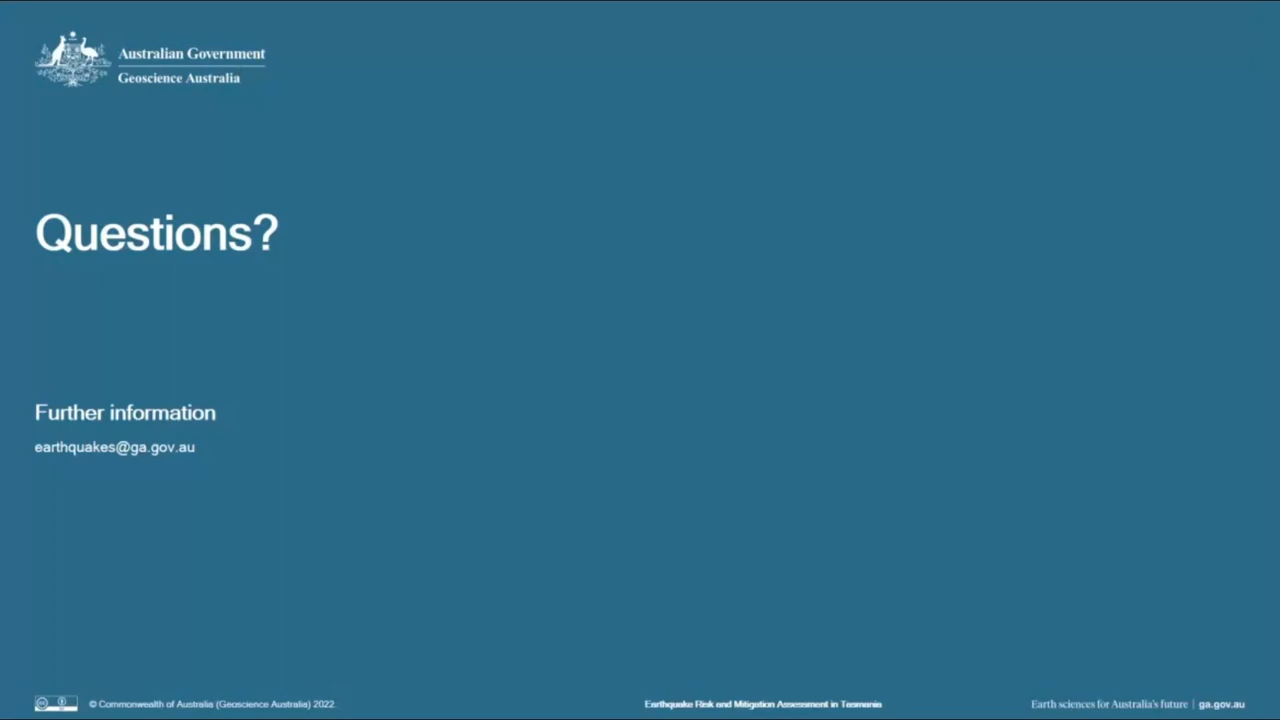 Australian Government
Geoscience Australia
Questions?
Further information
earthquakes@ga.gov.au
© Commonwealth of Australia (Geoscience Australia) 2022
Earthquake Risk and Mitigation Assessment in Tasmania
Earth sciences for Australia's future | ga.gov.au